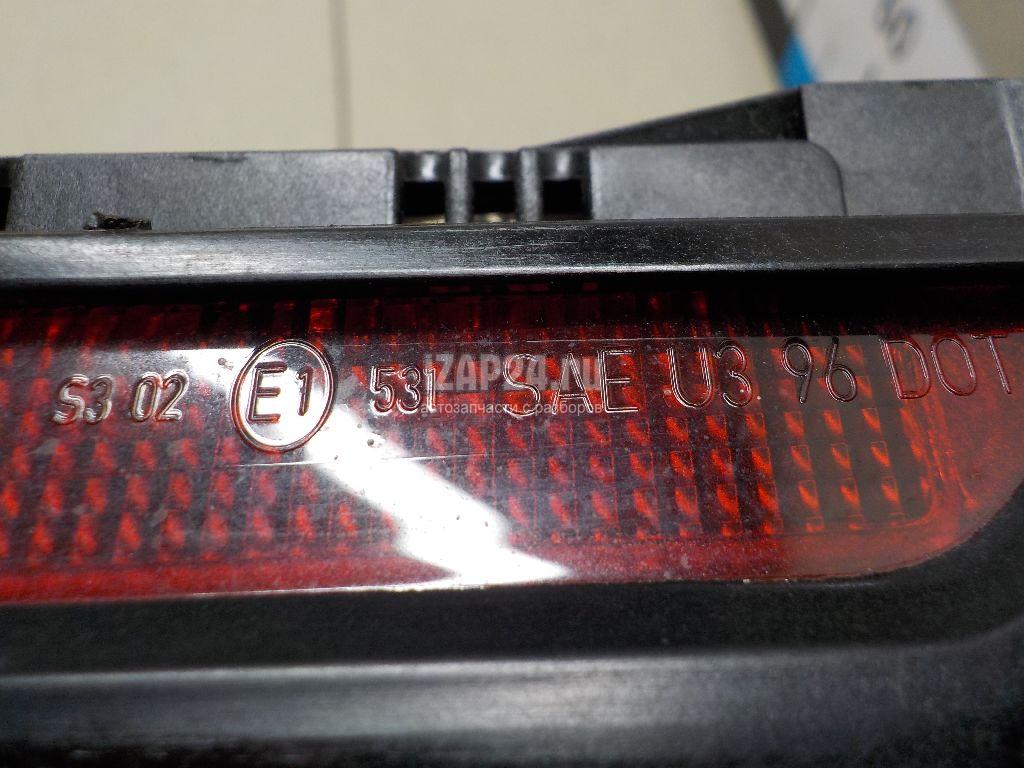 S3 02 E1 531 SAE U3 96 DOT
iZAP24.ru
автозапчасти с разборов